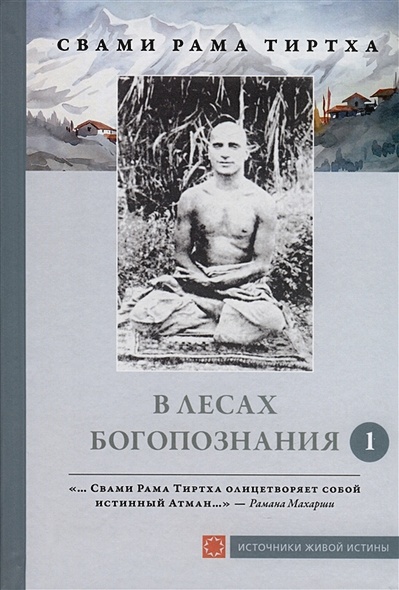 СВАМИ РАМА ТИРТХА
В ЛЕСАХ
БОГОПОЗНАНИЯ 1
«... Свами Рама Тиртха олицетворяет собой
истинный Атман...» — Рамана Махарши
ИСТОЧНИКИ ЖИВОЙ ИСТИНЫ